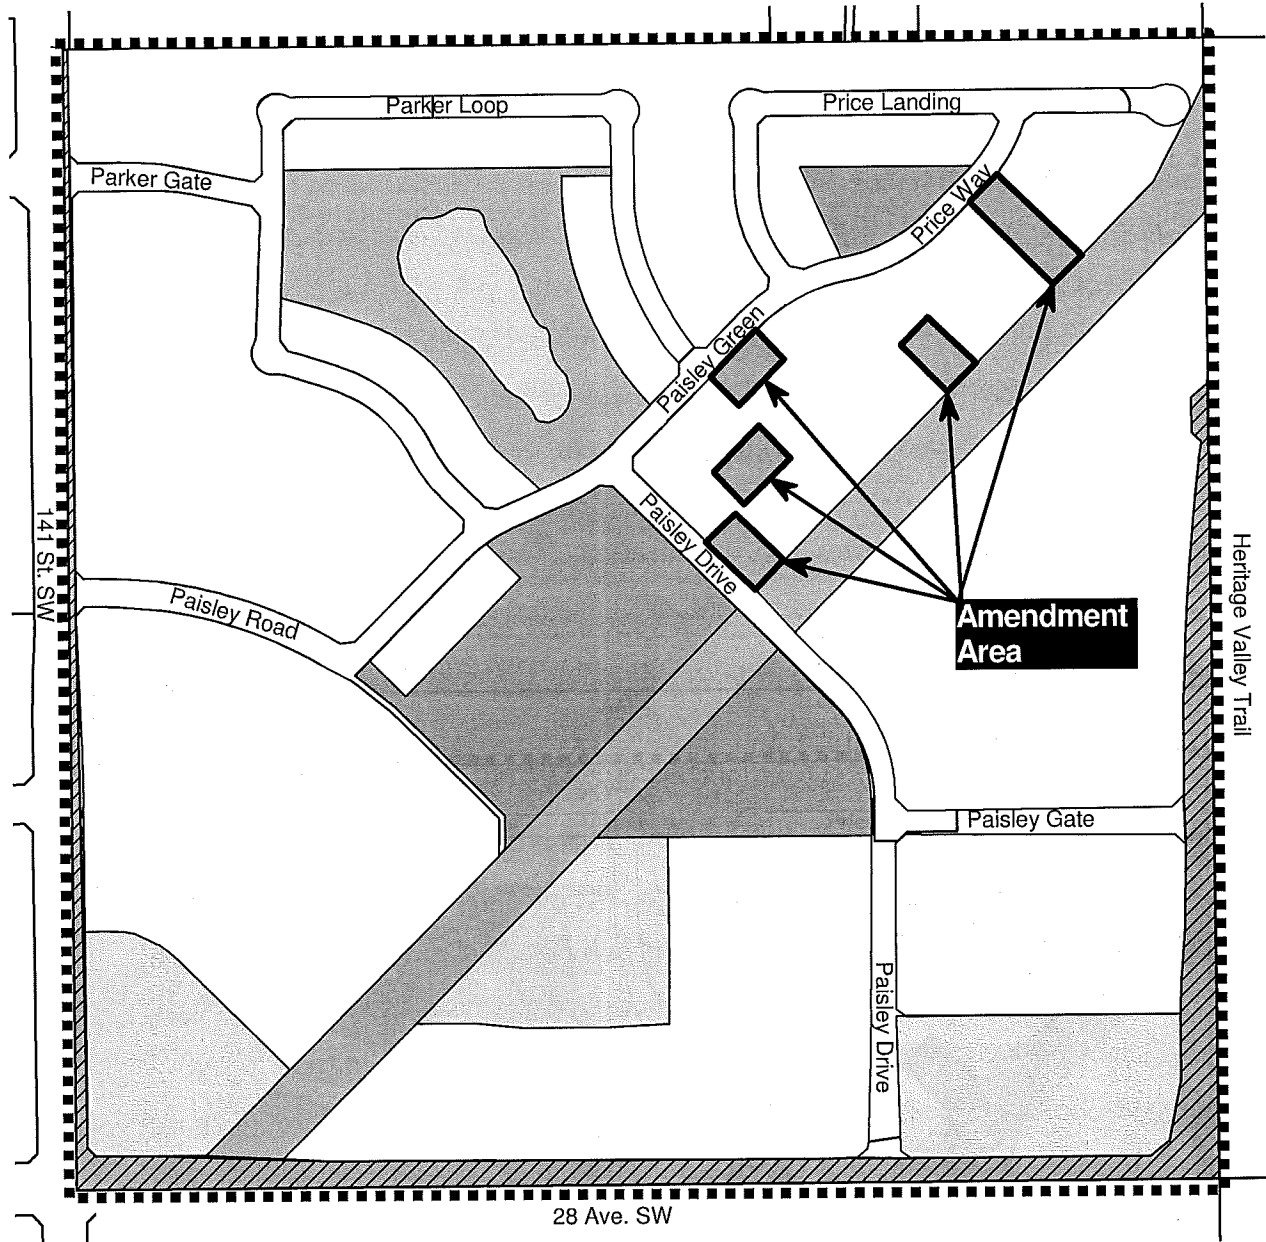 Parker Loop
Price Landing
Parker Gate
Price Way
Paisley Green
Paisley Drive
141 St. SW
Paisley Road
Heritage Valley Trail
Amendment
Area
Paisley Gate
Paisley Drive
28 Ave. SW